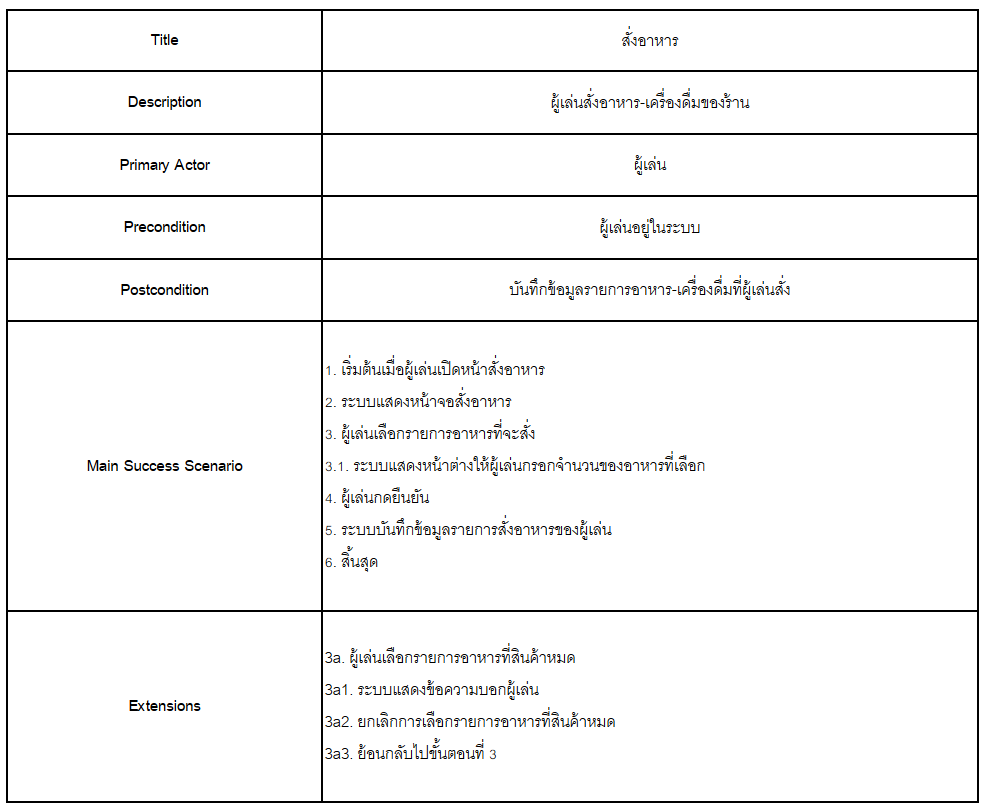 Title
สั่งอาหาร
Description
ผู้เล่นสั่งอาหาร-เครื่องดื่มของร้าน
Primary Actor
ผู้เล่น
Precondition
ผู้เล่นอยู่ในระบบ
Postcondition
บันทึกข้อมูลรายการอาหาร-เครื่องดื่มที่ผู้เล่นสั่ง
Main Success Scenario
1. เริ่มต้นเมื่อผู้เล่นเปิดหน้าสั่งอาหาร
2. ระบบแสดงหน้าจอสั่งอาหาร
3. ผู้เล่นเลือกรายการอาหารที่จะสั่ง
3.1. ระบบแสดงหน้าต่างให้ผู้เล่นกรอกจำนวนของอาหารที่เลือก
4. ผู้เล่นกดยืนยัน
5. ระบบบันทึกข้อมูลรายการสั่งอาหารของผู้เล่น
6. สิ้นสุด
Extensions
3a. ผู้เล่นเลือกรายการอาหารที่สินค้าหมด
3a1. ระบบแสดงข้อความบอกผู้เล่น
3a2. ยกเลิกการเลือกรายการอาหารที่สินค้าหมด
3a3. ย้อนกลับไปขั้นตอนที่ 3